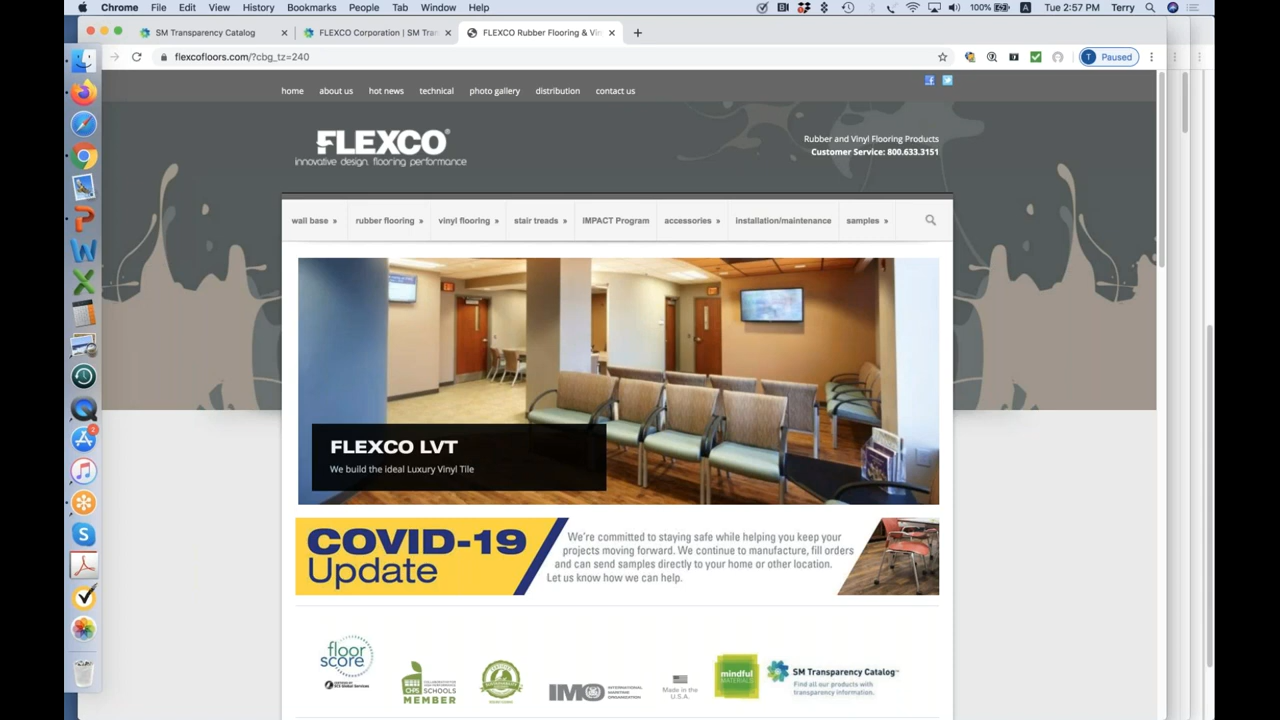 Chrome File Edit View History Bookmarks People Tab Window Help
100% Tue 2:57 PM Terry
SM Transparency Catalog
FLEXCO Corporation | SM Tran
FLEXCO Rubber Flooring & Vin
flexcofloors.com/?cbg_tz=240
Paused
home about us hot news technical photo gallery distribution contact us
FLEXCO®
innovative design. flooring performance
Rubber and Vinyl Flooring Products
Customer Service: 800.633.3151
wall base » rubber flooring » vinyl flooring » stair treads » IMPACT Program accessories » installation/maintenance samples »
FLEXCO LVT
We build the ideal Luxury Vinyl Tile
COVID-19
Update
We're committed to staying safe while helping you keep your
projects moving forward. We continue to manufacture, fill orders
and can send samples directly to your home or other location.
Let us know how we can help.
floor
score
CHPS
SCHOOLS
MEMBER
IMO INTERNATIONAL
Made in the
U.S.A.
mindful
MATERIALS
SM Transparency Catalog
Find all our products with
transparency information.